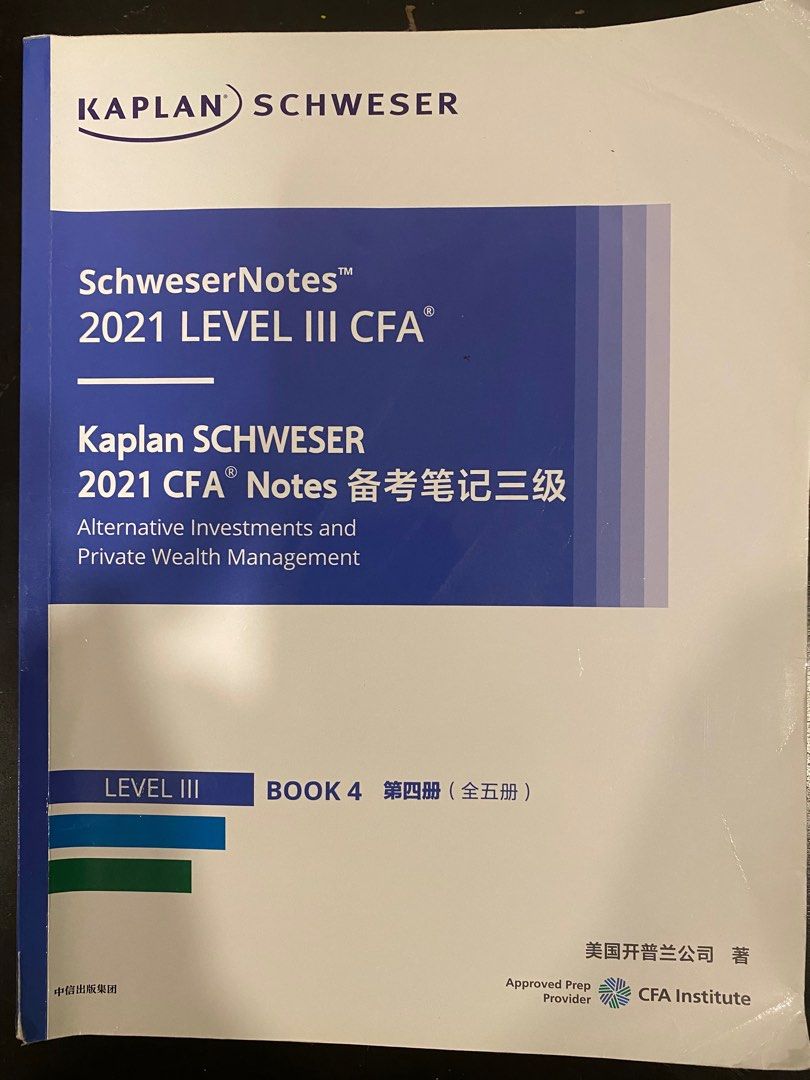 KAPLAN® SCHWESER
SchweserNotes™
2021 LEVEL III CFA®
Kaplan SCHWESER
2021 CFA® Notes 备考笔记三级
Alternative Investments and
Private Wealth Management
LEVEL III
BOOK 4 第四册（全五册）
美国开普兰公司 著
中信出版集团
Approved Prep
Provider
CFA Institute